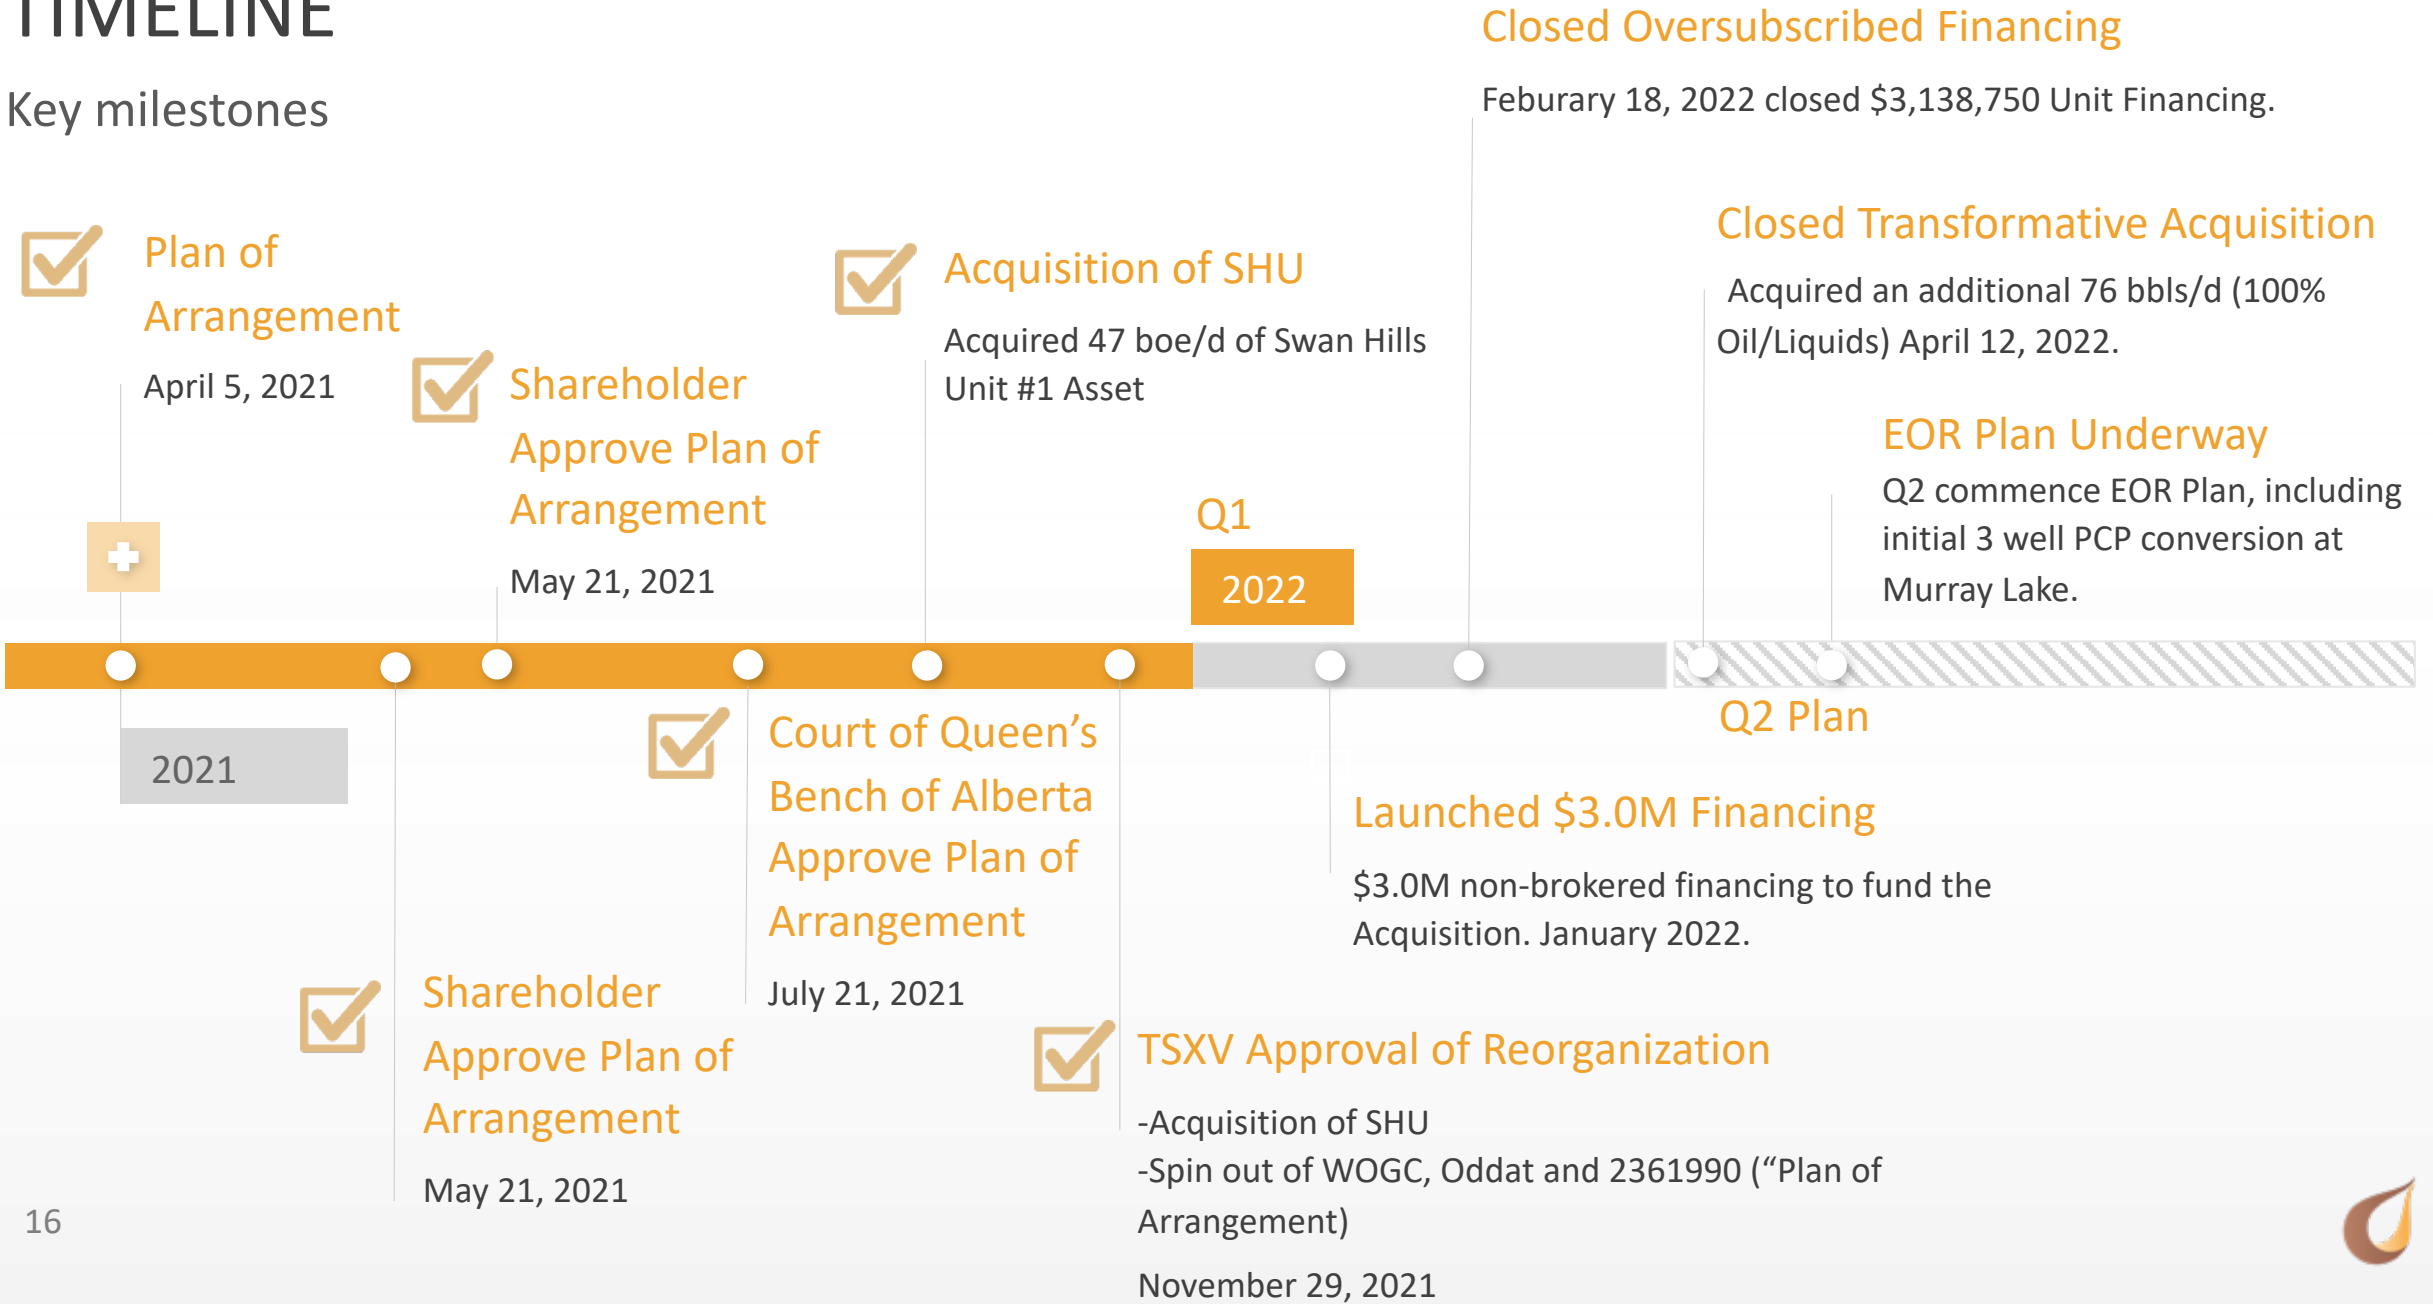 TIMELINE
Key milestones
Closed Oversubscribed Financing
Feburary 18, 2022 closed $3,138,750 Unit Financing.
Plan of
Arrangement
April 5, 2021
Shareholder
Approve Plan of
Arrangement
May 21, 2021
Acquisition of SHU
Acquired 47 boe/d of Swan Hills
Unit #1 Asset
Closed Transformative Acquisition
Acquired an additional 76 bbls/d (100%
Oil/Liquids) April 12, 2022.
EOR Plan Underway
Q2 commence EOR Plan, including
initial 3 well PCP conversion at
Murray Lake.
Q1
2022
2021
Shareholder
Approve Plan of
Arrangement
May 21, 2021
Court of Queen’s
Bench of Alberta
Approve Plan of
Arrangement
July 21, 2021
Q2 Plan
Launched $3.0M Financing
$3.0M non-brokered financing to fund the
Acquisition. January 2022.
TSXV Approval of Reorganization
-Acquisition of SHU
-Spin out of WOGC, Oddat and 2361990 (“Plan of
Arrangement)
November 29, 2021
16